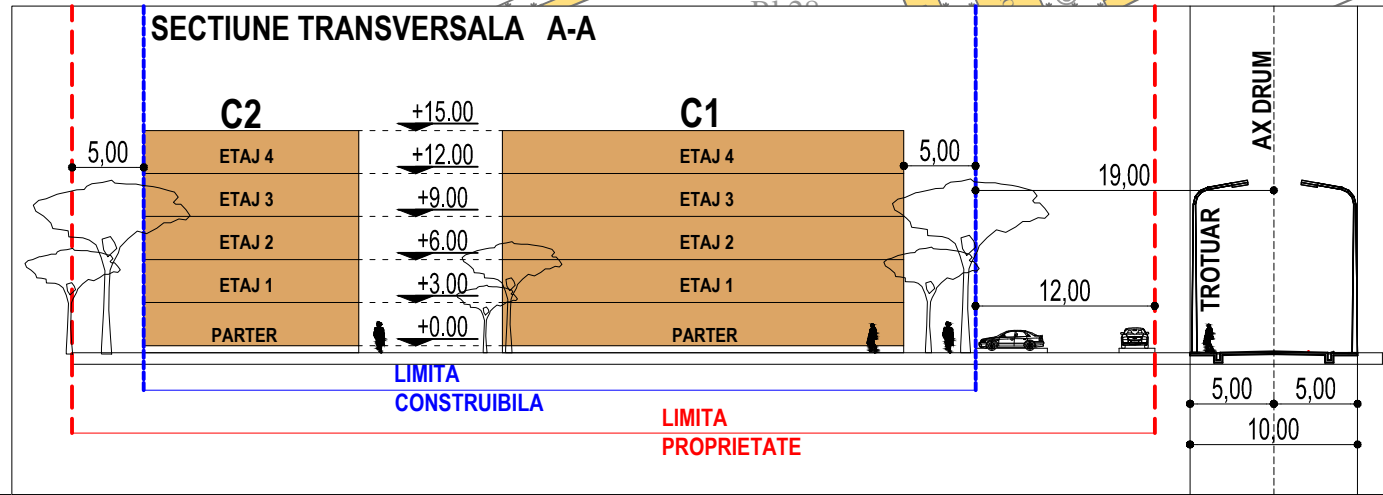 Bl.28
SECTIUNE TRANSVERSALA A-A
C2
C1
AX DRUM
+15.00
5,00
ETAJ 4
+12.00
ETAJ 4
5,00
19,00
ETAJ 3
+9.00
ETAJ 3
ETAJ 2
+6.00
ETAJ 2
TROTUAR
ETAJ 1
+3.00
ETAJ 1
12,00
PARTER
+0.00
PARTER
LIMITA
CONSTRUIBILA
LIMITA
PROPRIETATE
5,00
5,00
10,00